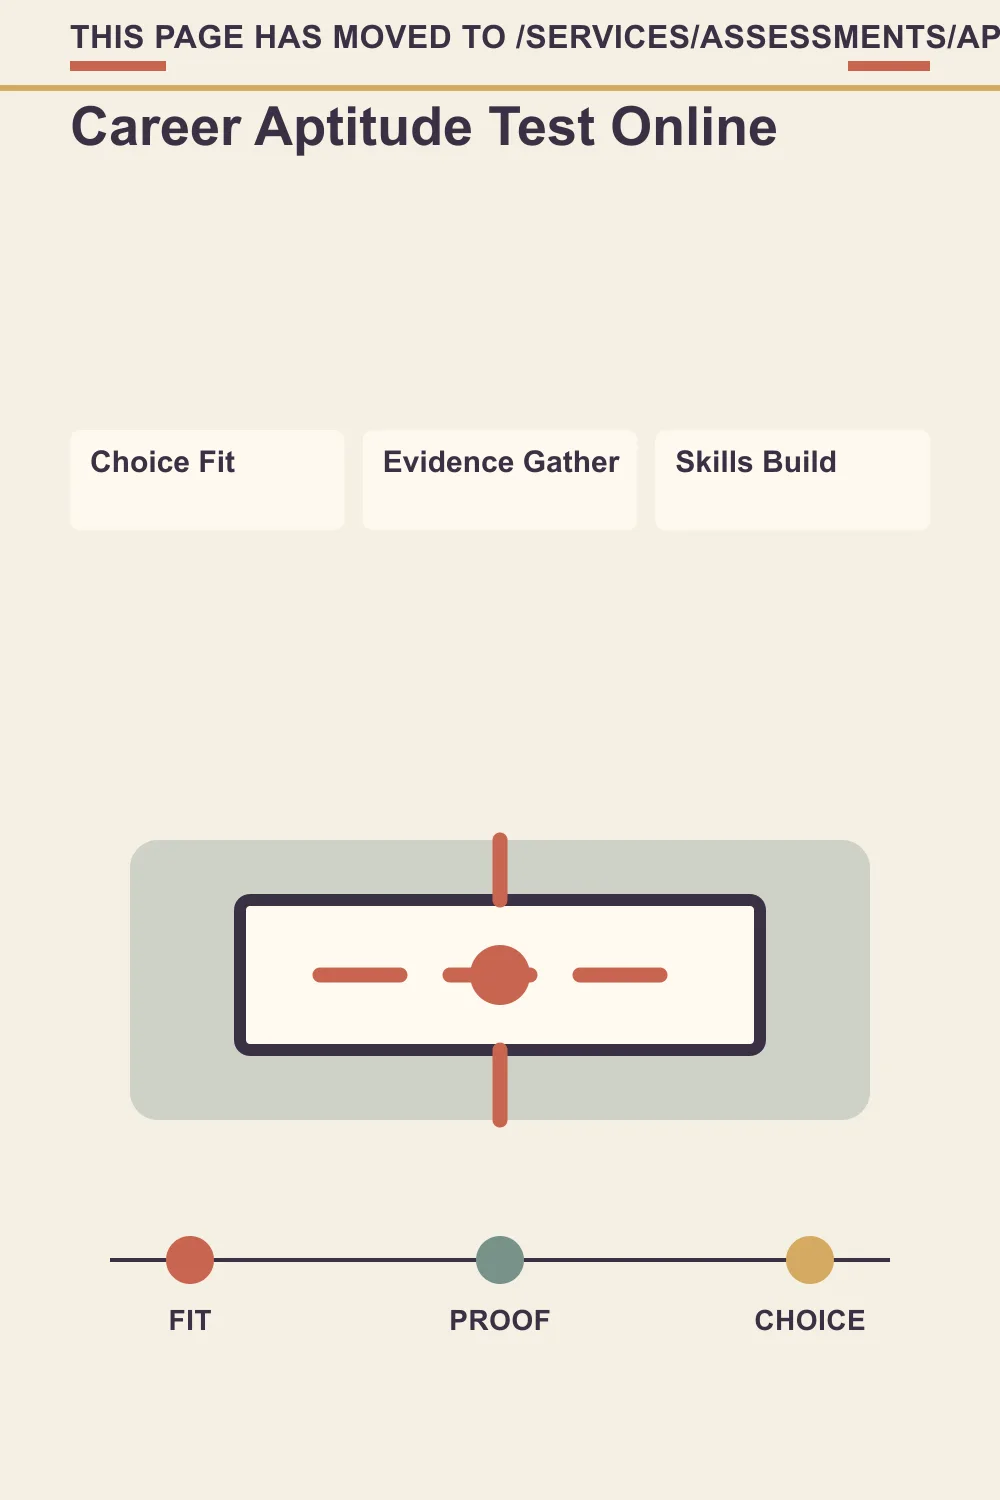 THIS PAGE HAS MOVED TO /SERVICES/ASSESSMENTS/AP
Career Aptitude Test Online
Choice Fit
Evidence Gather
Skills Build
FIT
PROOF
CHOICE